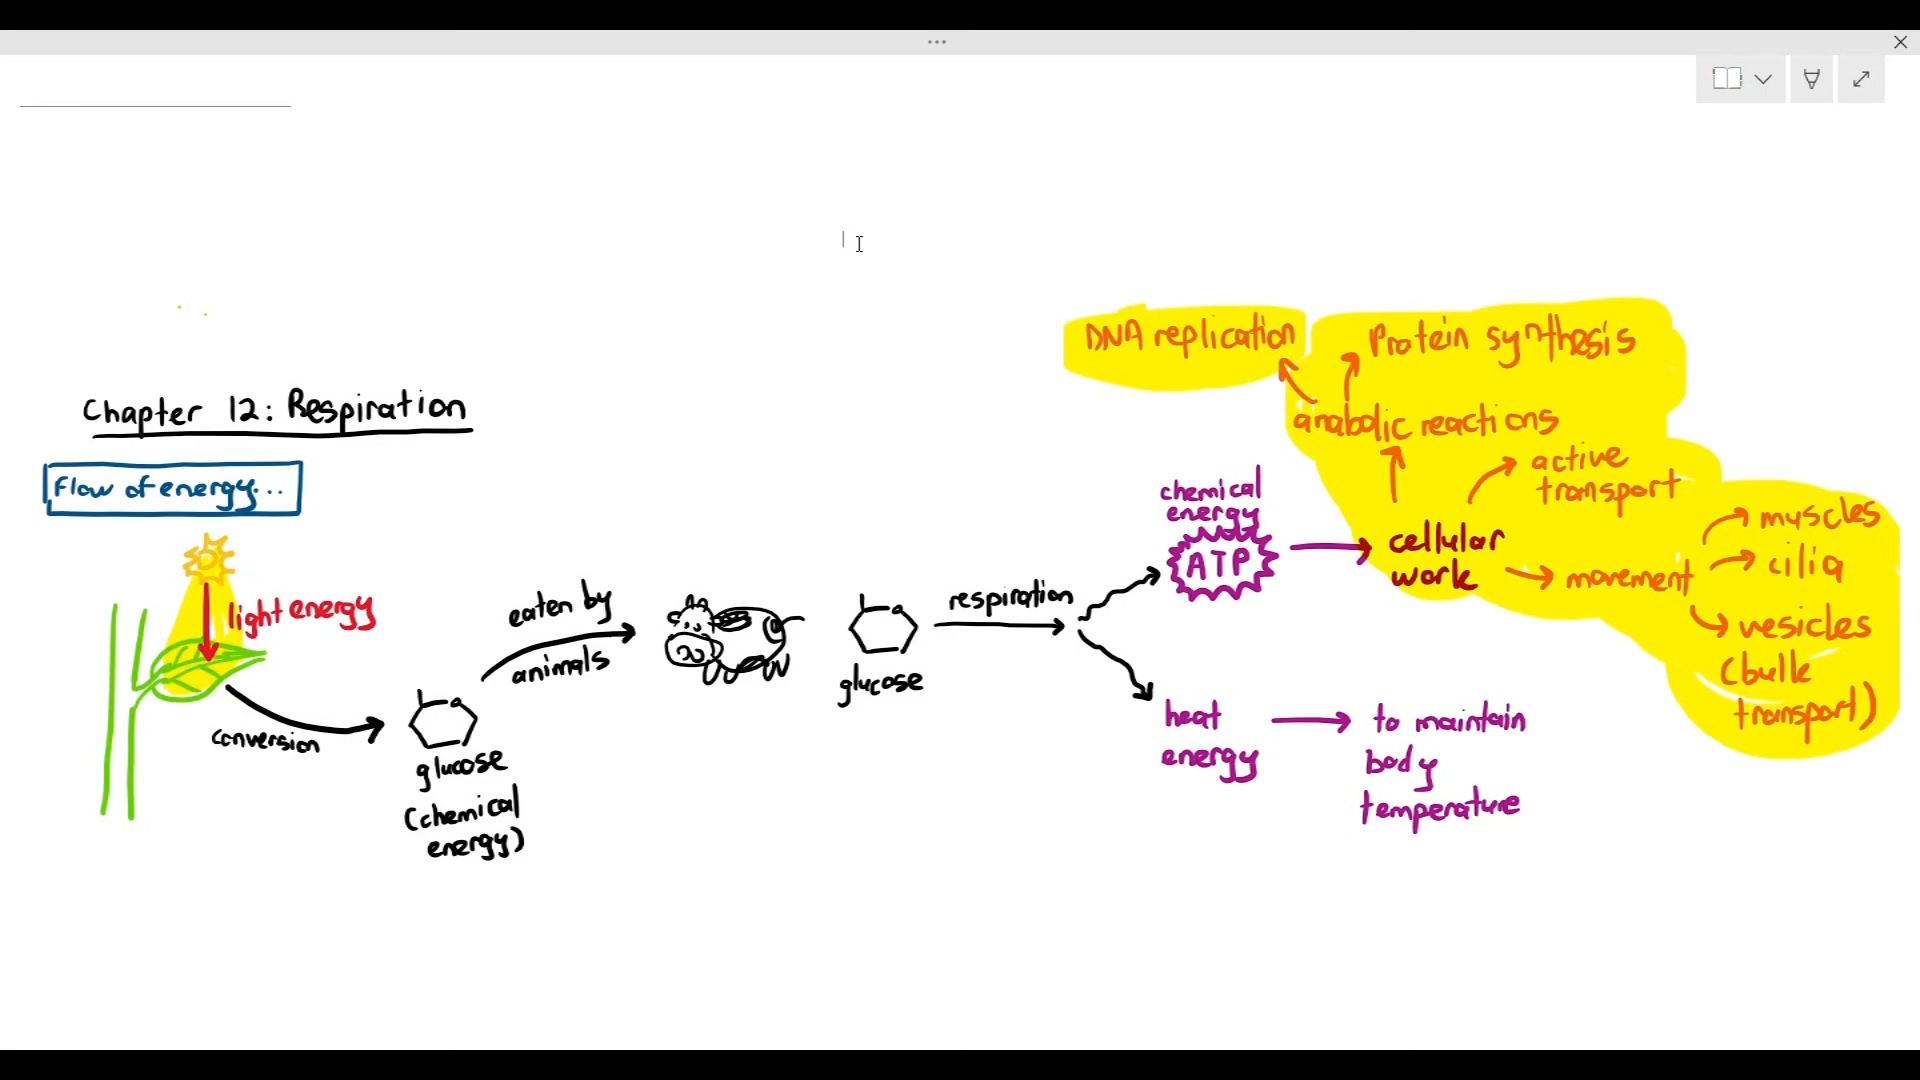 DNA replication
Protein synthesis
Chapter 12: Respiration
anabolic reactions
active
transport
Flow of energy...
chemical
energy
ATP
cellular
work
movement
muscles
cilia
vesicles
(bulk
transport)
light energy
eaten by
animals
respiration
glucose
conversion
glucose
(chemical
energy)
heat
energy
to maintain
body
temperature